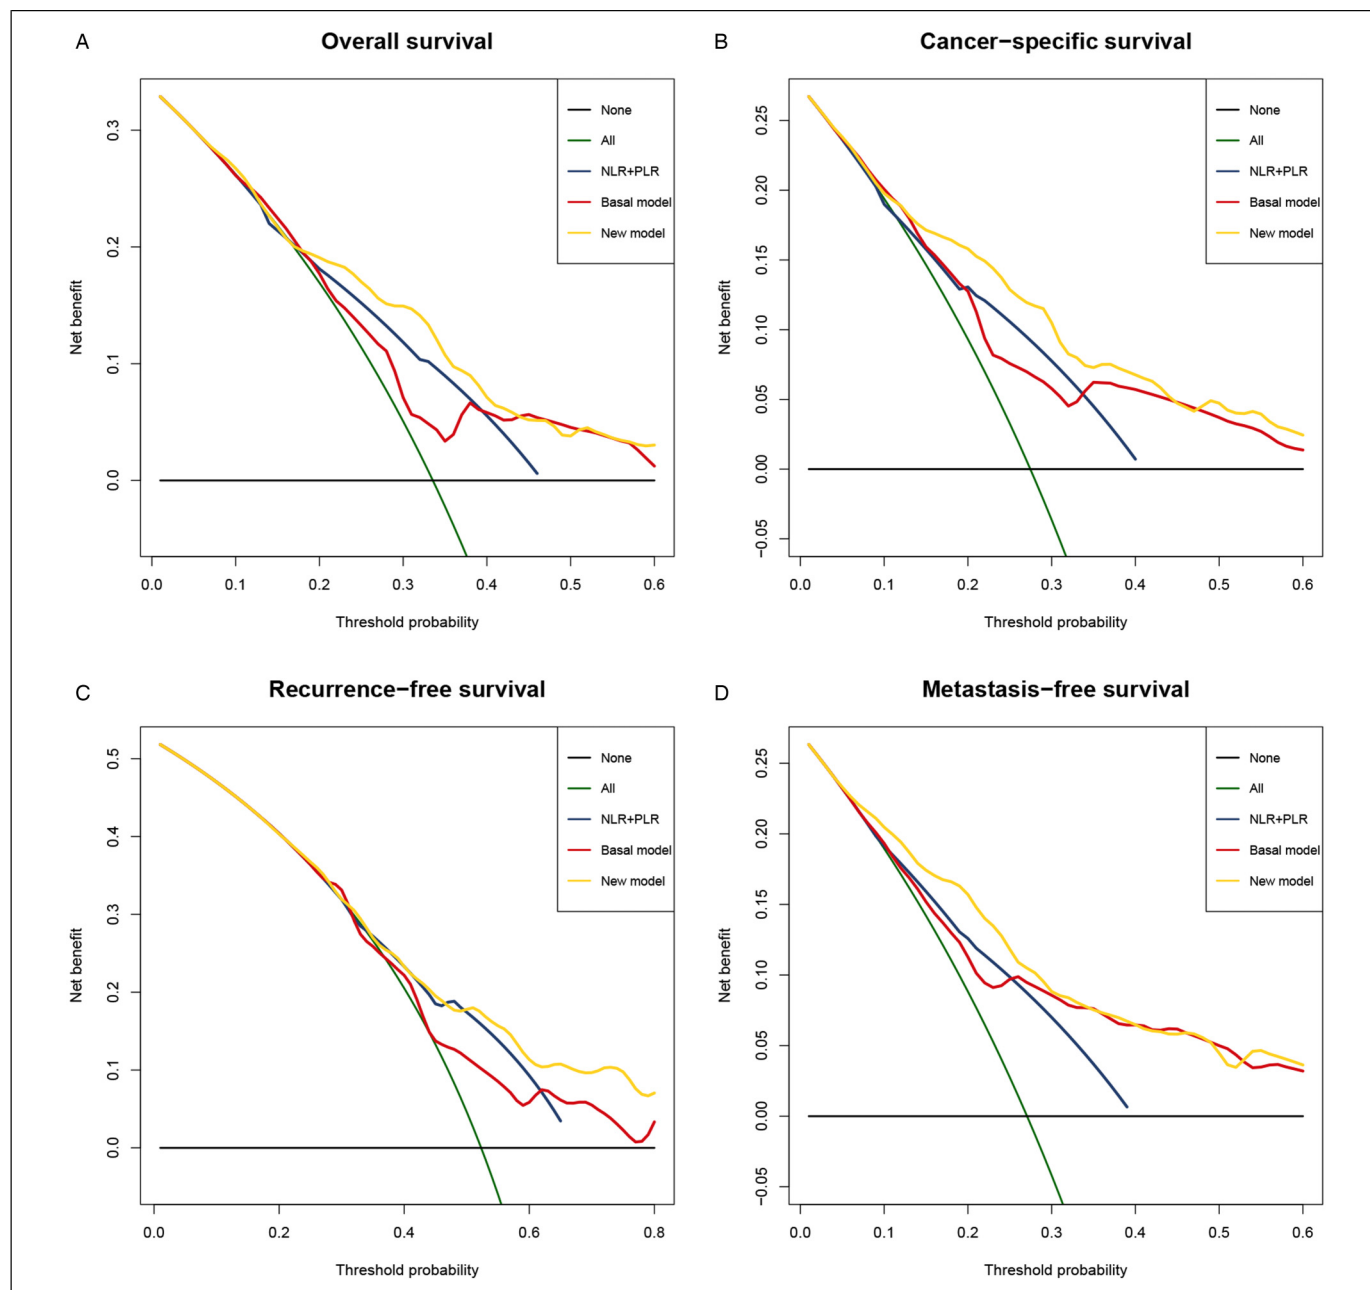 A
Overall survival
None
All
NLR+PLR
Basal model
New model
Net benefit
0.0
0.1
0.2
0.3
0.0 0.1 0.2 0.3 0.4 0.5 0.6
Threshold probability
B
Cancer−specific survival
None
All
NLR+PLR
Basal model
New model
Net benefit
−0.05
0.00
0.05
0.10
0.15
0.20
0.25
0.0 0.1 0.2 0.3 0.4 0.5 0.6
Threshold probability
C
Recurrence−free survival
None
All
NLR+PLR
Basal model
New model
Net benefit
0.0
0.1
0.2
0.3
0.4
0.5
0.0 0.2 0.4 0.6 0.8
Threshold probability
D
Metastasis−free survival
None
All
NLR+PLR
Basal model
New model
Net benefit
−0.05
0.00
0.05
0.10
0.15
0.20
0.25
0.0 0.1 0.2 0.3 0.4 0.5 0.6
Threshold probability